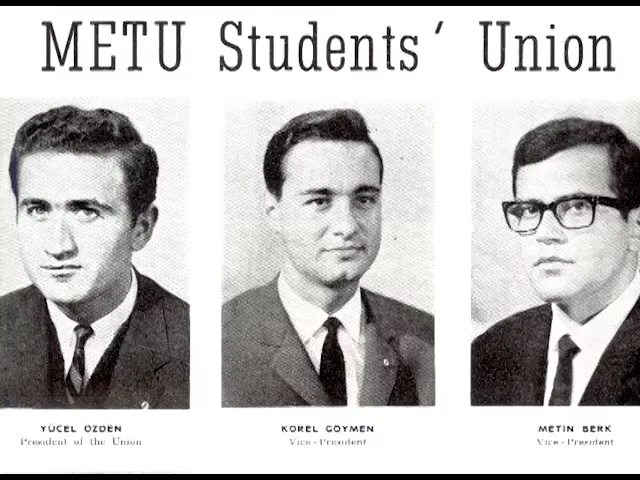 METU Students' Union
YÜCEL ÖZDEN
President of the Union
KOREL GÖYMEN
Vice - President
METİN BERK
Vice - President